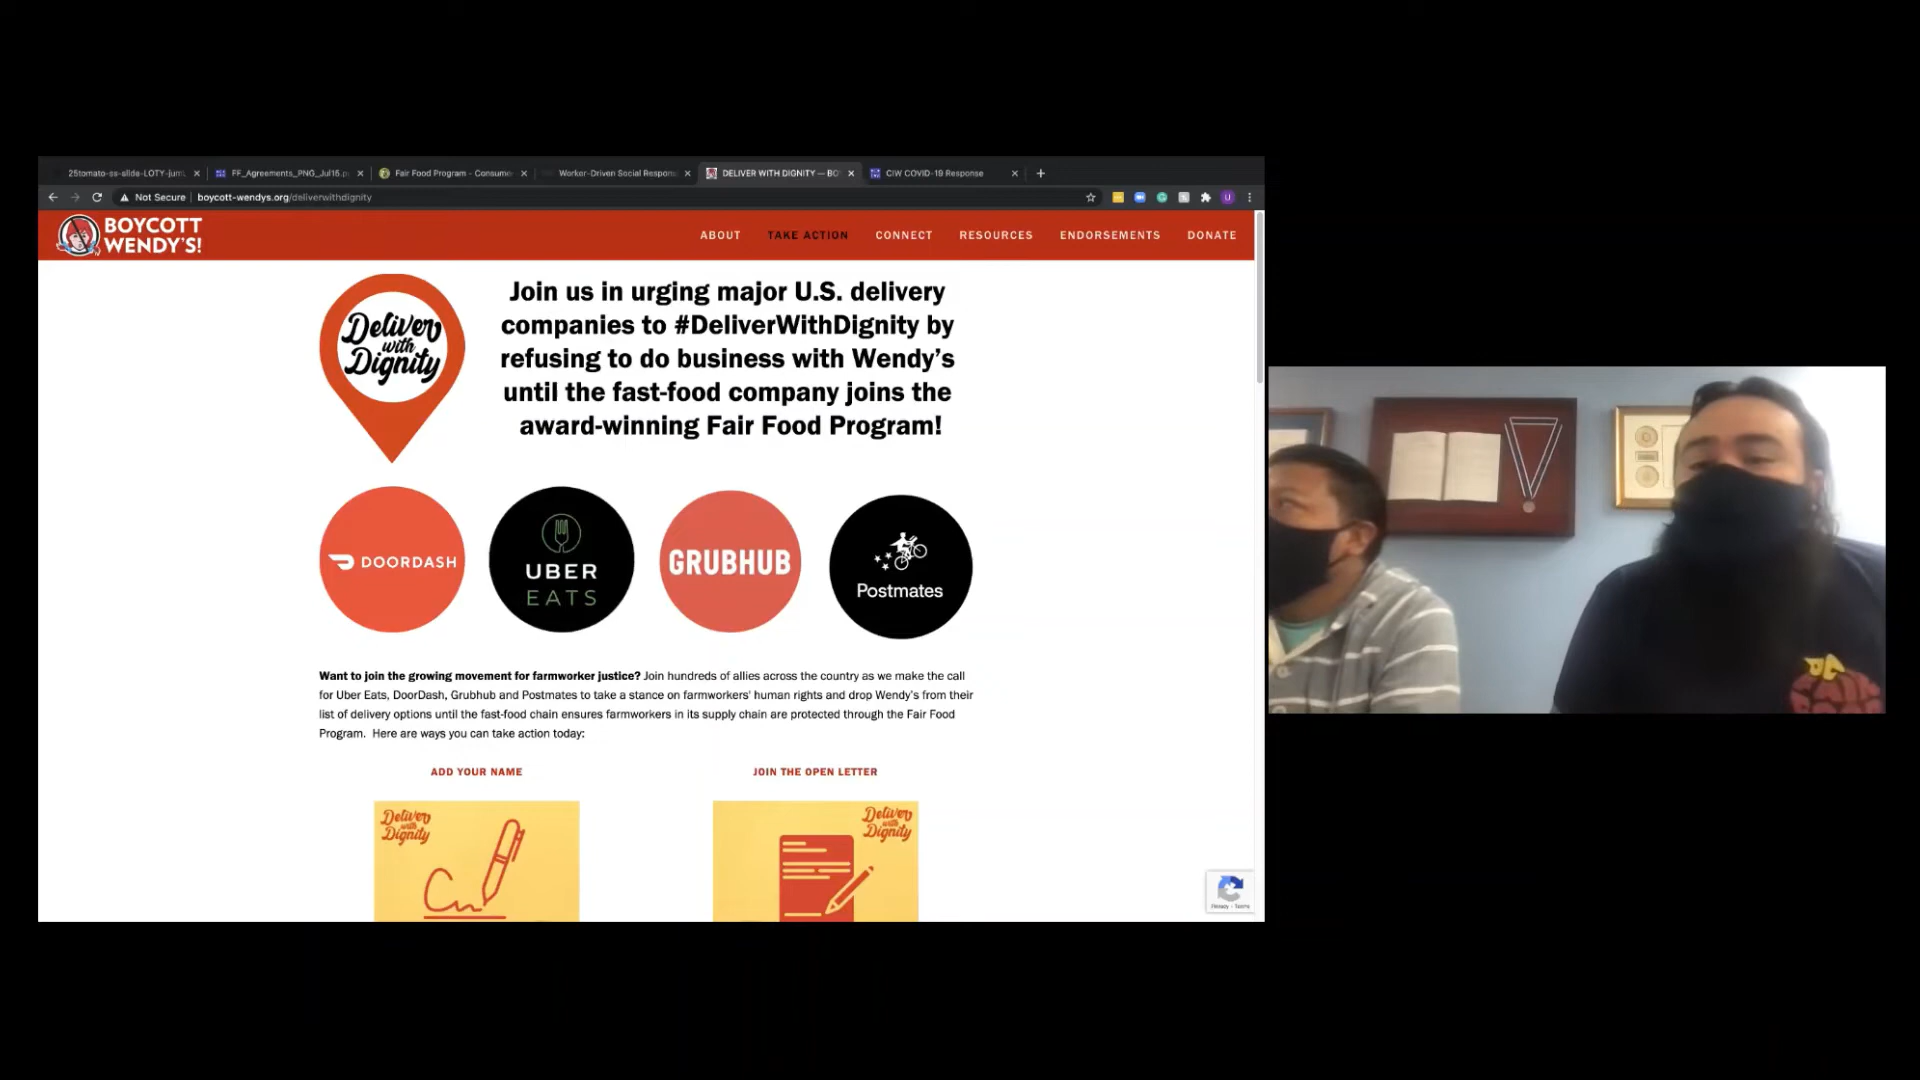 25tomato-ss-slide-LOTY-jum
FF_Agreements_PNG_Jul15.p
Fair Food Program - Consume
Worker-Driven Social Respons
DELIVER WITH DIGNITY — BO
CIW COVID-19 Response
Not Secure | boycott-wendys.org/deliverwithdignity
U
BOYCOTT
WENDY'S!
ABOUT TAKE ACTION CONNECT RESOURCES ENDORSEMENTS DONATE
Deliver
with
Dignity
Join us in urging major U.S. delivery
companies to #DeliverWithDignity by
refusing to do business with Wendy's
until the fast-food company joins the
award-winning Fair Food Program!
DOORDASH
UBER
EATS
GRUBHUB
Postmates
Want to join the growing movement for farmworker justice? Join hundreds of allies across the country as we make the call
for Uber Eats, DoorDash, Grubhub and Postmates to take a stance on farmworkers' human rights and drop Wendy's from their
list of delivery options until the fast-food chain ensures farmworkers in its supply chain are protected through the Fair Food
Program. Here are ways you can take action today:
ADD YOUR NAME
JOIN THE OPEN LETTER
Deliver
with
Dignity
Deliver
with
Dignity
Privacy - Terms